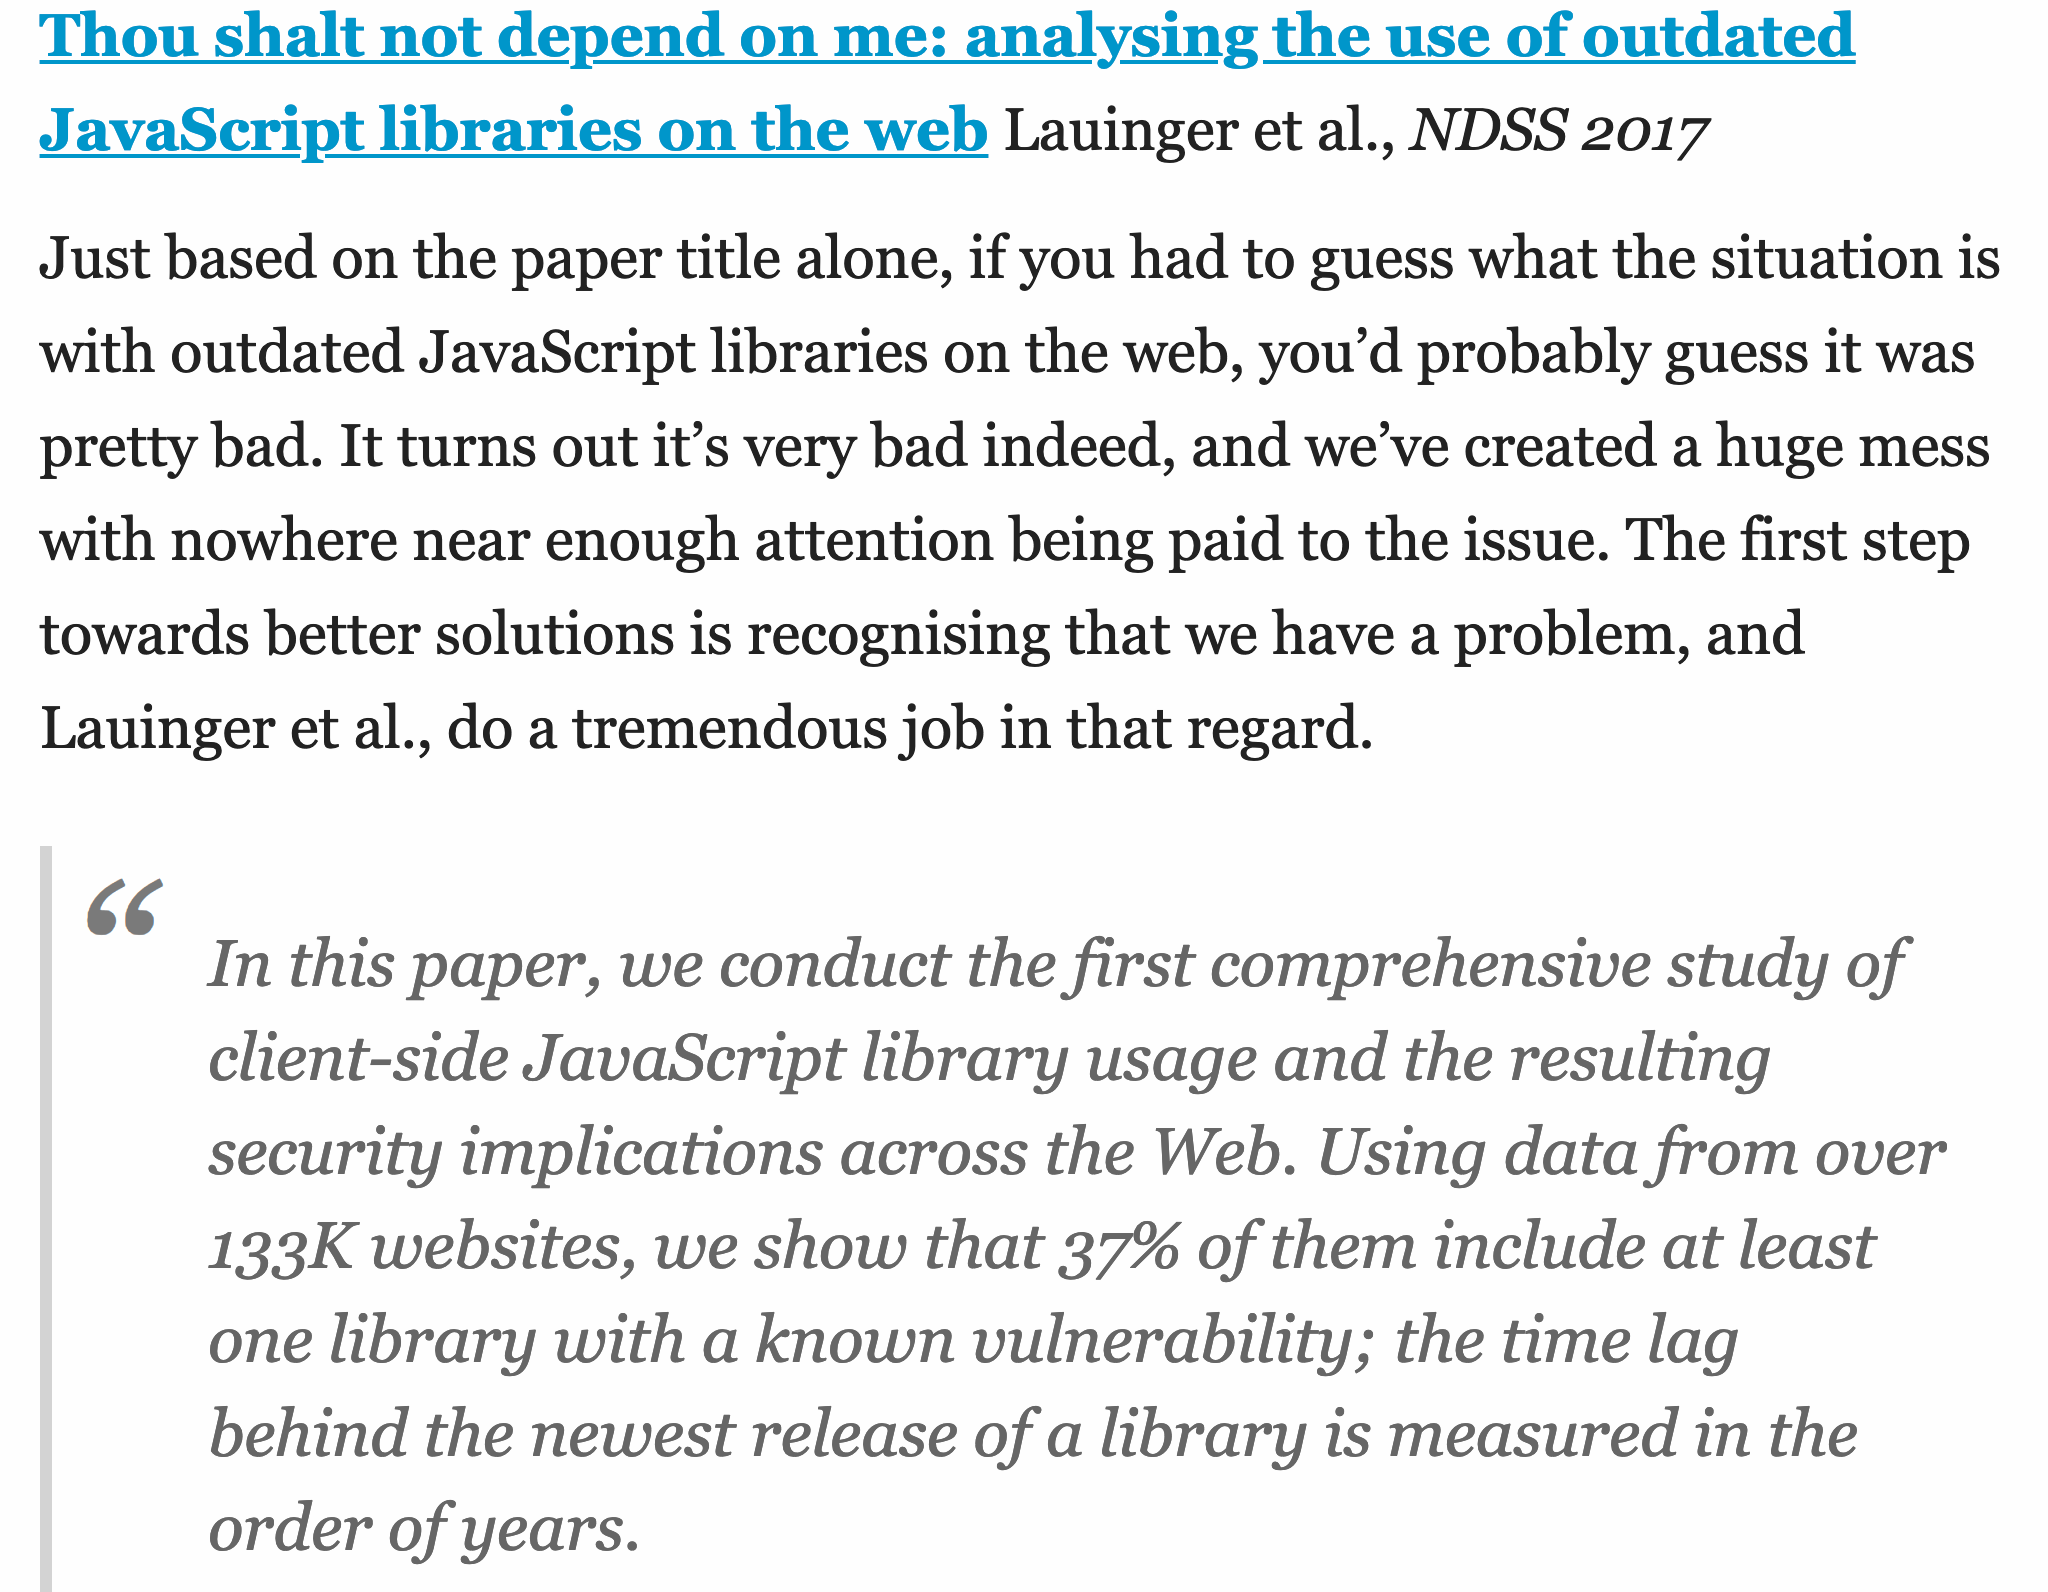 Thou shalt not depend on me: analysing the use of outdated
JavaScript libraries on the web Lauinger et al., NDSS 2017
Just based on the paper title alone, if you had to guess what the situation is
with outdated JavaScript libraries on the web, you’d probably guess it was
pretty bad. It turns out it’s very bad indeed, and we’ve created a huge mess
with nowhere near enough attention being paid to the issue. The first step
towards better solutions is recognising that we have a problem, and
Lauinger et al., do a tremendous job in that regard.
“
In this paper, we conduct the first comprehensive study of
client-side JavaScript library usage and the resulting
security implications across the Web. Using data from over
133K websites, we show that 37% of them include at least
one library with a known vulnerability; the time lag
behind the newest release of a library is measured in the
order of years.